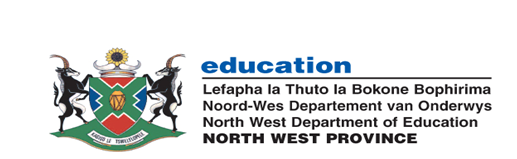 education
Lefapha la Thuto la Bokone Bophirima
Noord-Wes Departement van Onderwys
North West Department of Education
NORTH WEST PROVINCE